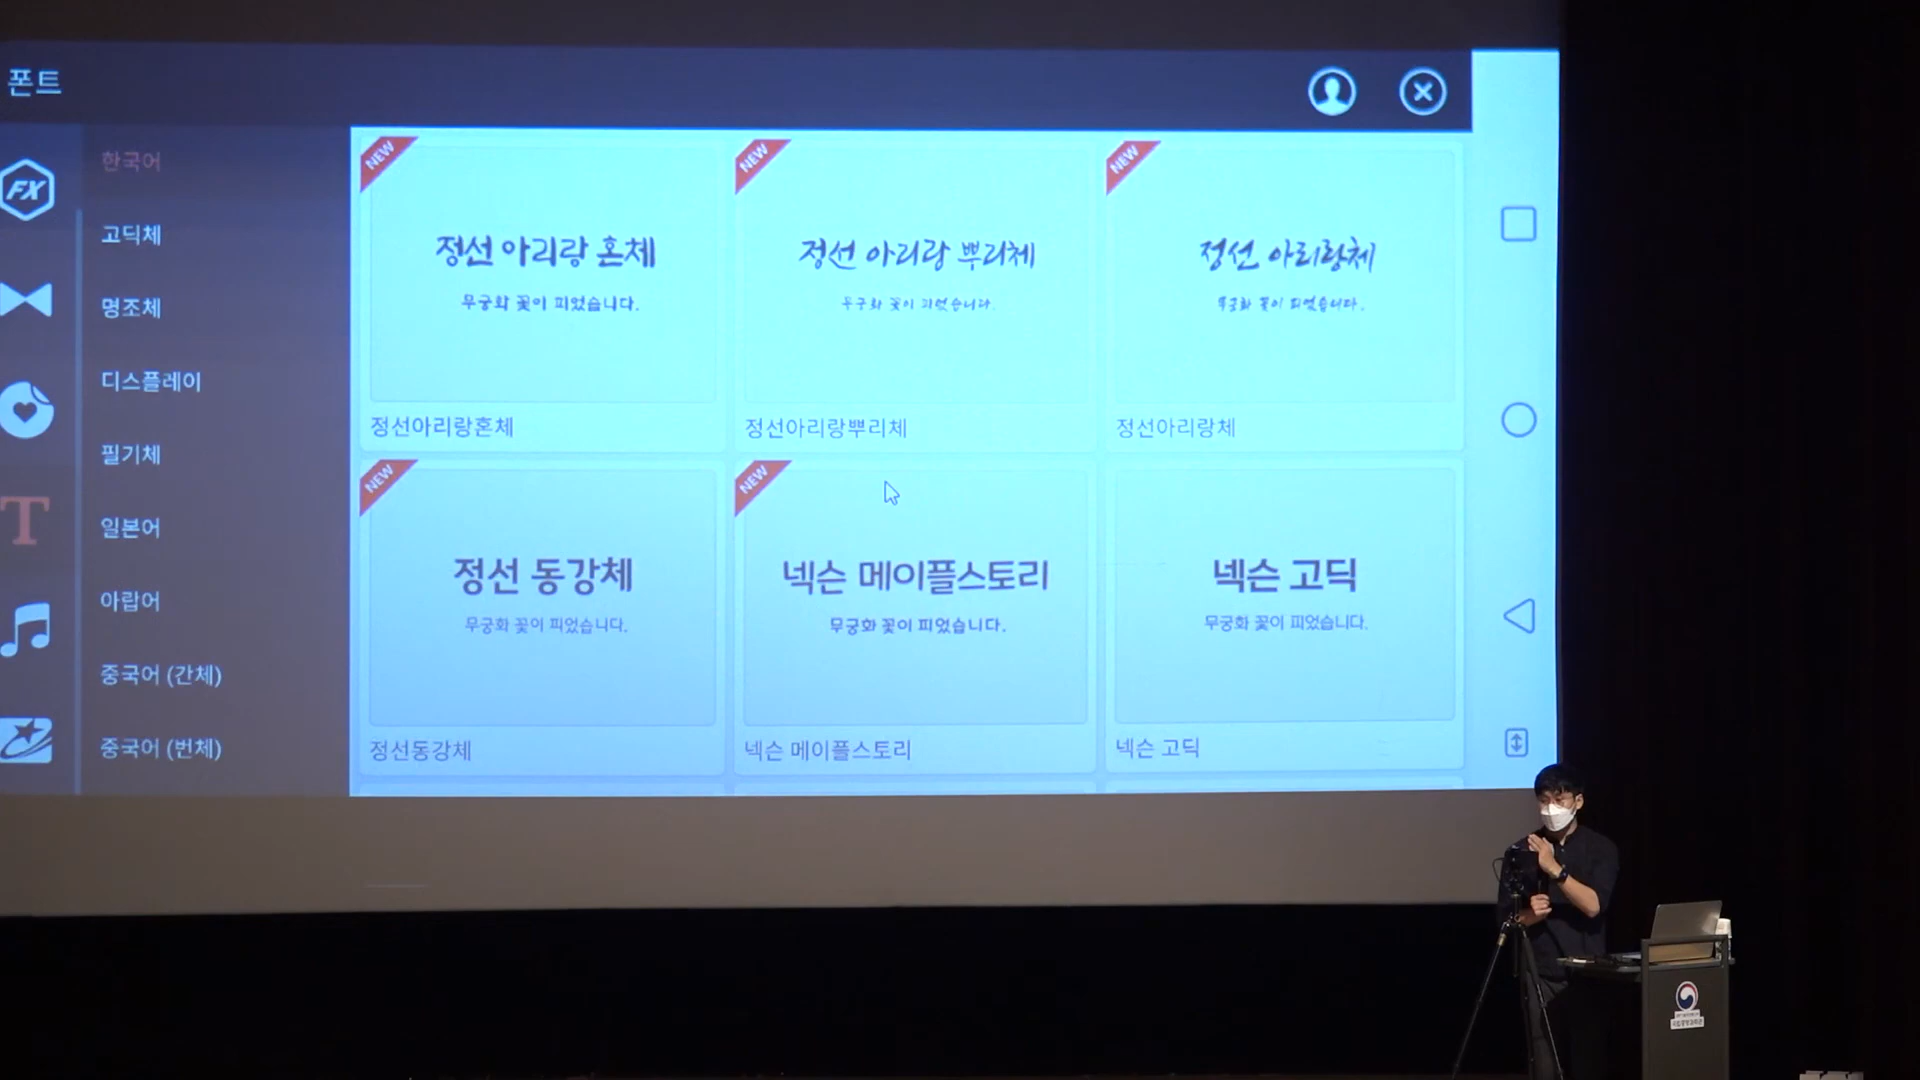 폰트
한국어
고딕체
명조체
디스플레이
필기체
일본어
아랍어
중국어 (간체)
중국어 (번체)
FX
T
NEW
정선 아리랑 혼체
무궁화 꽃이 피었습니다.
정선아리랑혼체
NEW
정선 아리랑 뿌리체
무궁화 꽃이 피었습니다.
정선아리랑뿌리체
NEW
정선 아리랑체
무궁화 꽃이 피었습니다.
정선아리랑체
NEW
정선 동강체
무궁화 꽃이 피었습니다.
정선동강체
NEW
넥슨 메이플스토리
무궁화 꽃이 피었습니다.
넥슨 메이플스토리
넥슨 고딕
무궁화 꽃이 피었습니다.
넥슨 고딕